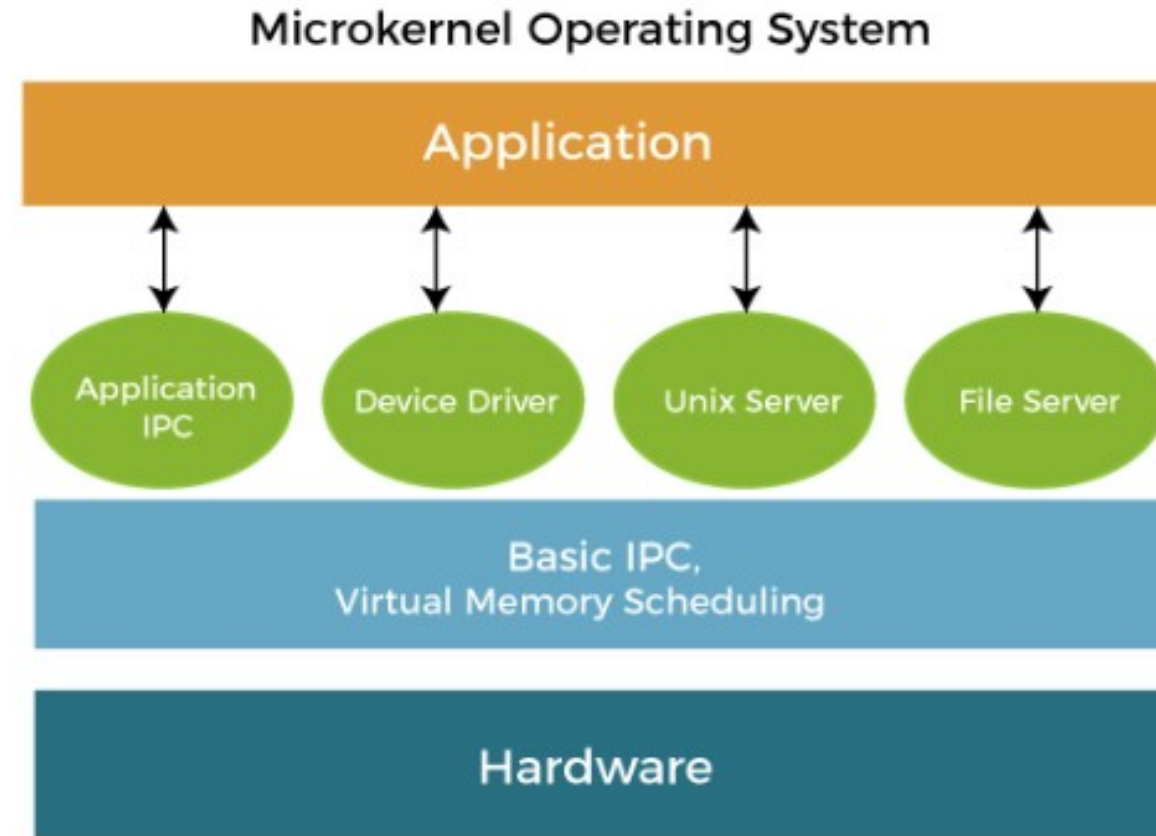 Microkernel Operating System
Application
Application
IPC
Device Driver
Unix Server
File Server
Basic IPC,
Virtual Memory Scheduling
Hardware